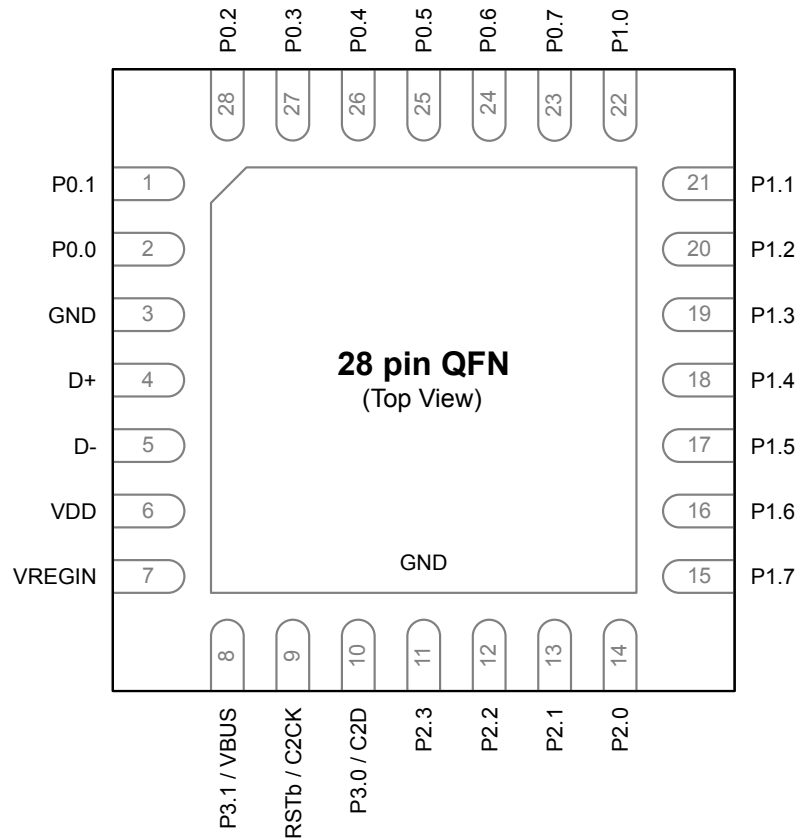 P0.2
P0.3
P0.4
P0.5
P0.6
P0.7
P1.0
28
27
26
25
24
23
22
P0.1 1
21 P1.1
P0.0 2
20 P1.2
GND 3
19 P1.3
D+ 4
18 P1.4
D- 5
17 P1.5
VDD 6
16 P1.6
VREGIN 7
15 P1.7
28 pin QFN
(Top View)
GND
8
9
10
11
12
13
14
P3.1 / VBUS
RSTb / C2CK
P3.0 / C2D
P2.3
P2.2
P2.1
P2.0